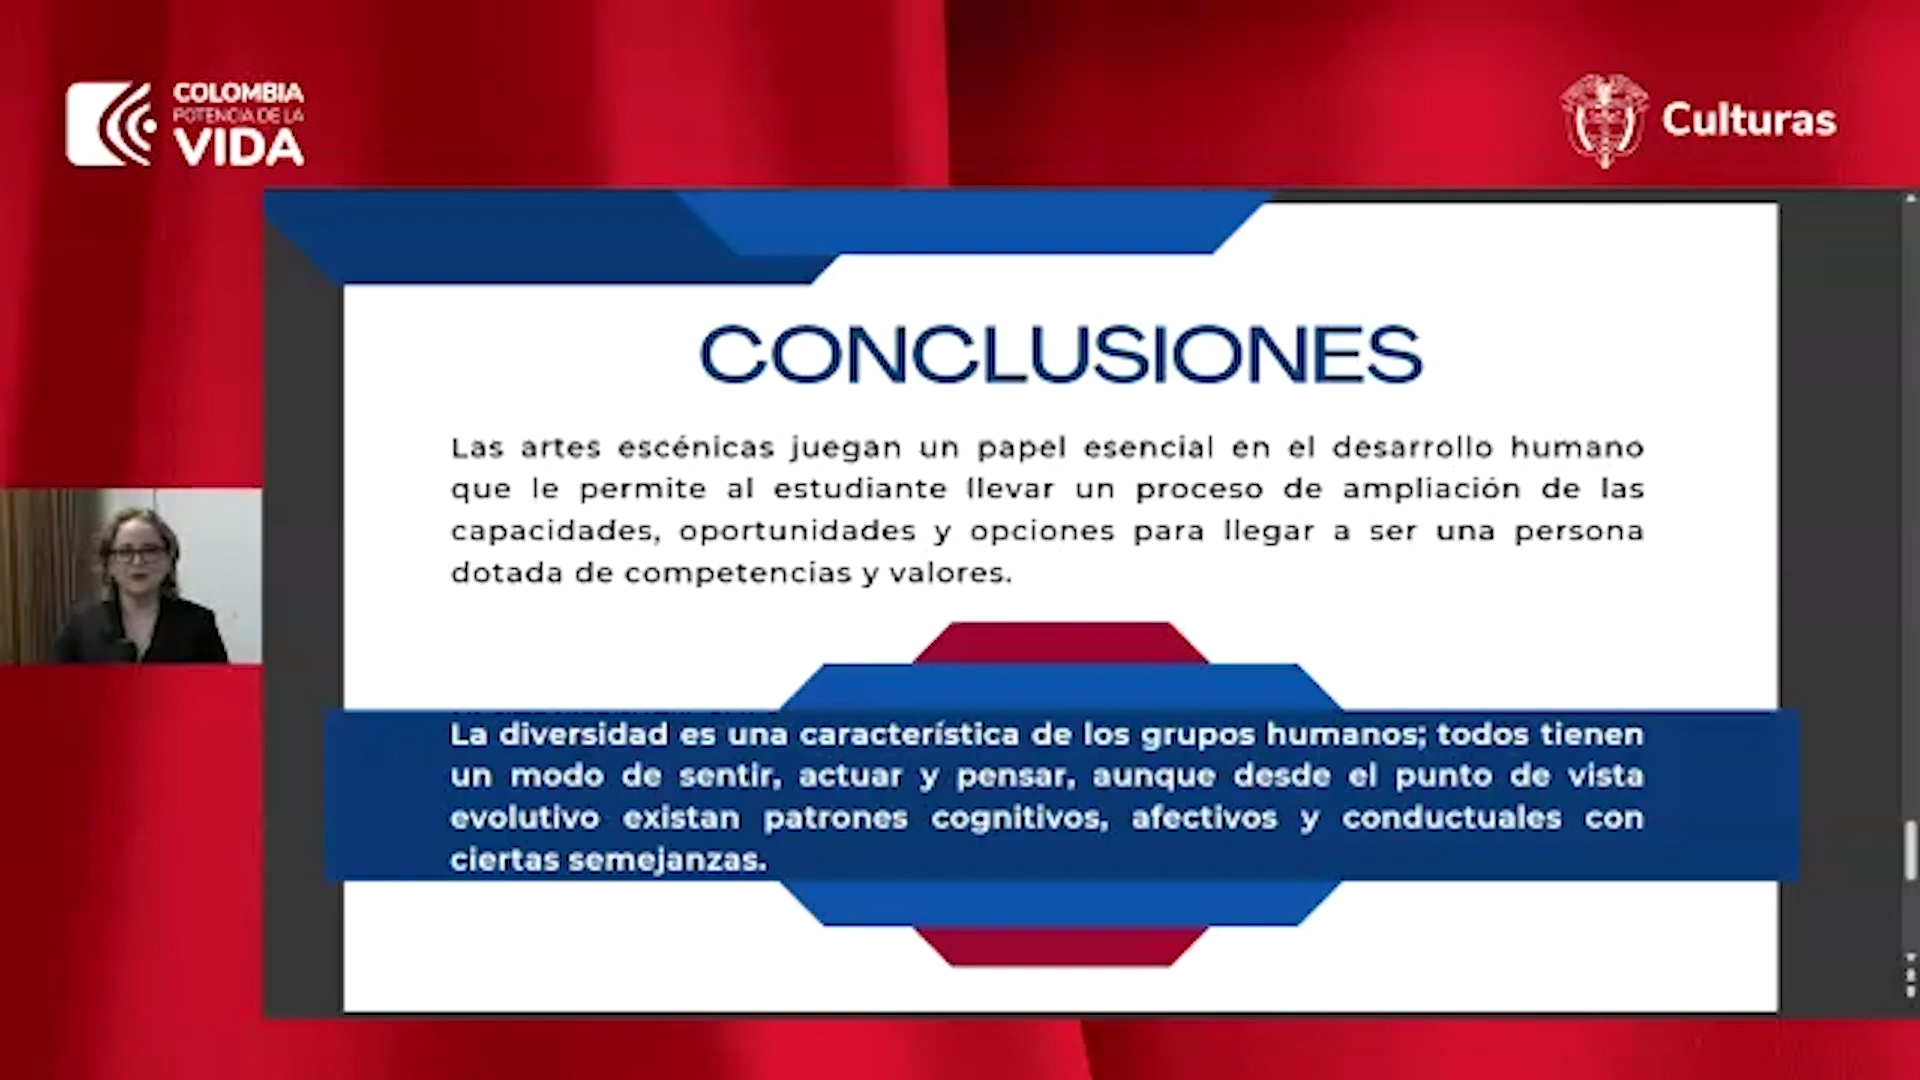 COLOMBIA
POTENCIA DE LA
VIDA
Culturas
CONCLUSIONES
Las artes escénicas juegan un papel esencial en el desarrollo humano
que le permite al estudiante llevar un proceso de ampliación de las
capacidades, oportunidades y opciones para llegar a ser una persona
dotada de competencias y valores.
La diversidad es una característica de los grupos humanos; todos tienen
un modo de sentir, actuar y pensar, aunque desde el punto de vista
evolutivo existan patrones cognitivos, afectivos y conductuales con
ciertas semejanzas.